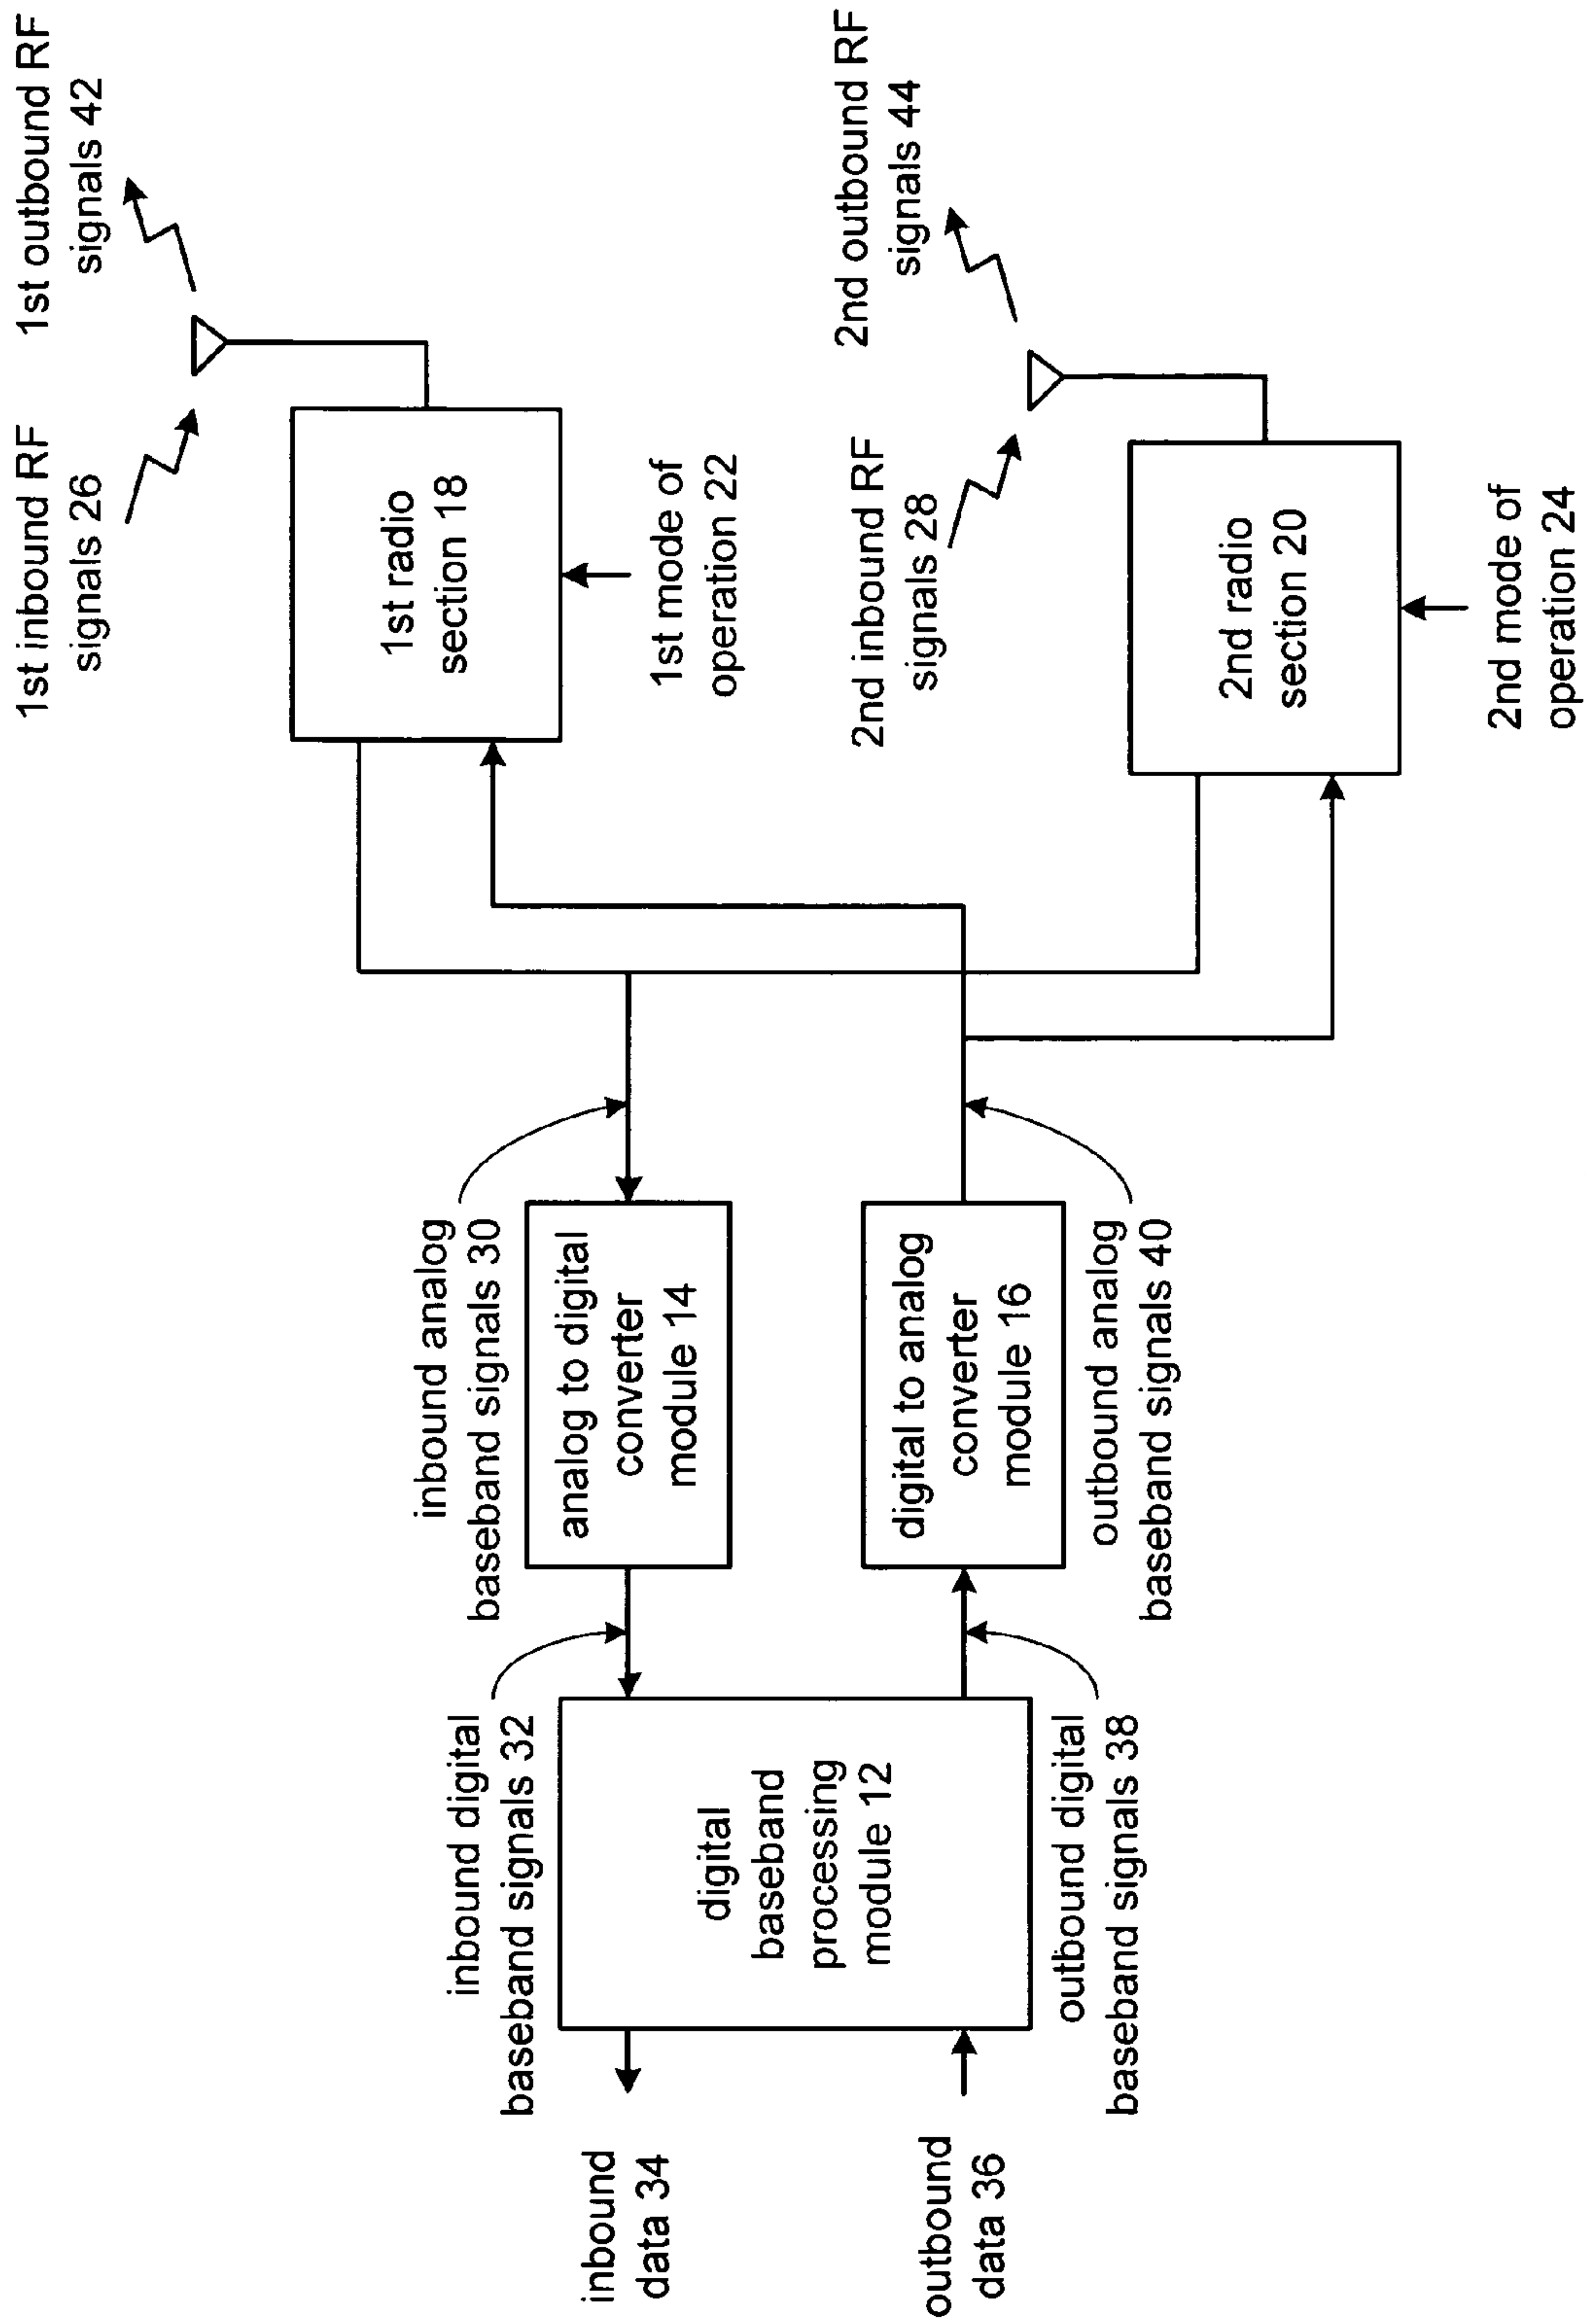 1st inbound RF
signals 26
1st outbound RF
signals 42
1st radio
section 18
1st mode of
operation 22
2nd inbound RF
signals 28
2nd outbound RF
signals 44
2nd radio
section 20
2nd mode of
operation 24
inbound analog
baseband signals 30
analog to digital
converter
module 14
digital to analog
converter
module 16
outbound analog
baseband signals 40
inbound digital
baseband signals 32
digital
baseband
processing
module 12
outbound digital
baseband signals 38
inbound
data 34
outbound
data 36